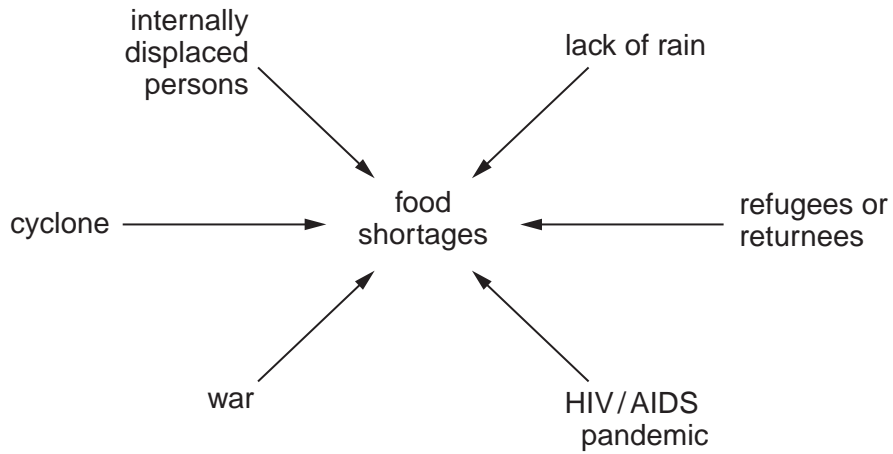 internally
displaced
persons
lack of rain
cyclone
food
shortages
refugees or
returnees
war
HIV/AIDS
pandemic